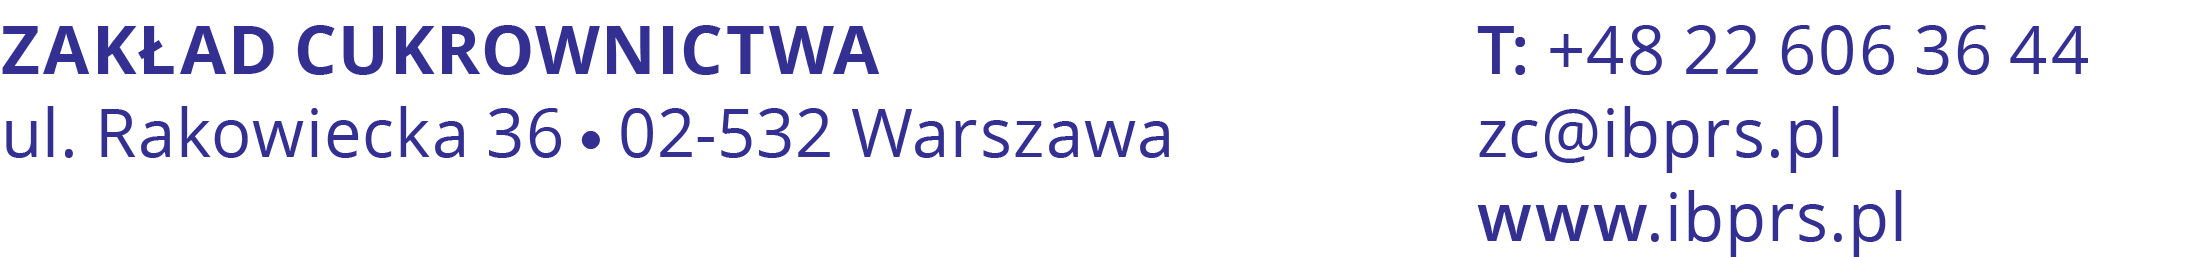 ZAKŁAD CUKROWNICTWA
ul. Rakowiecka 36 • 02-532 Warszawa
T: +48 22 606 36 44
zc@ibprs.pl
www.ibprs.pl